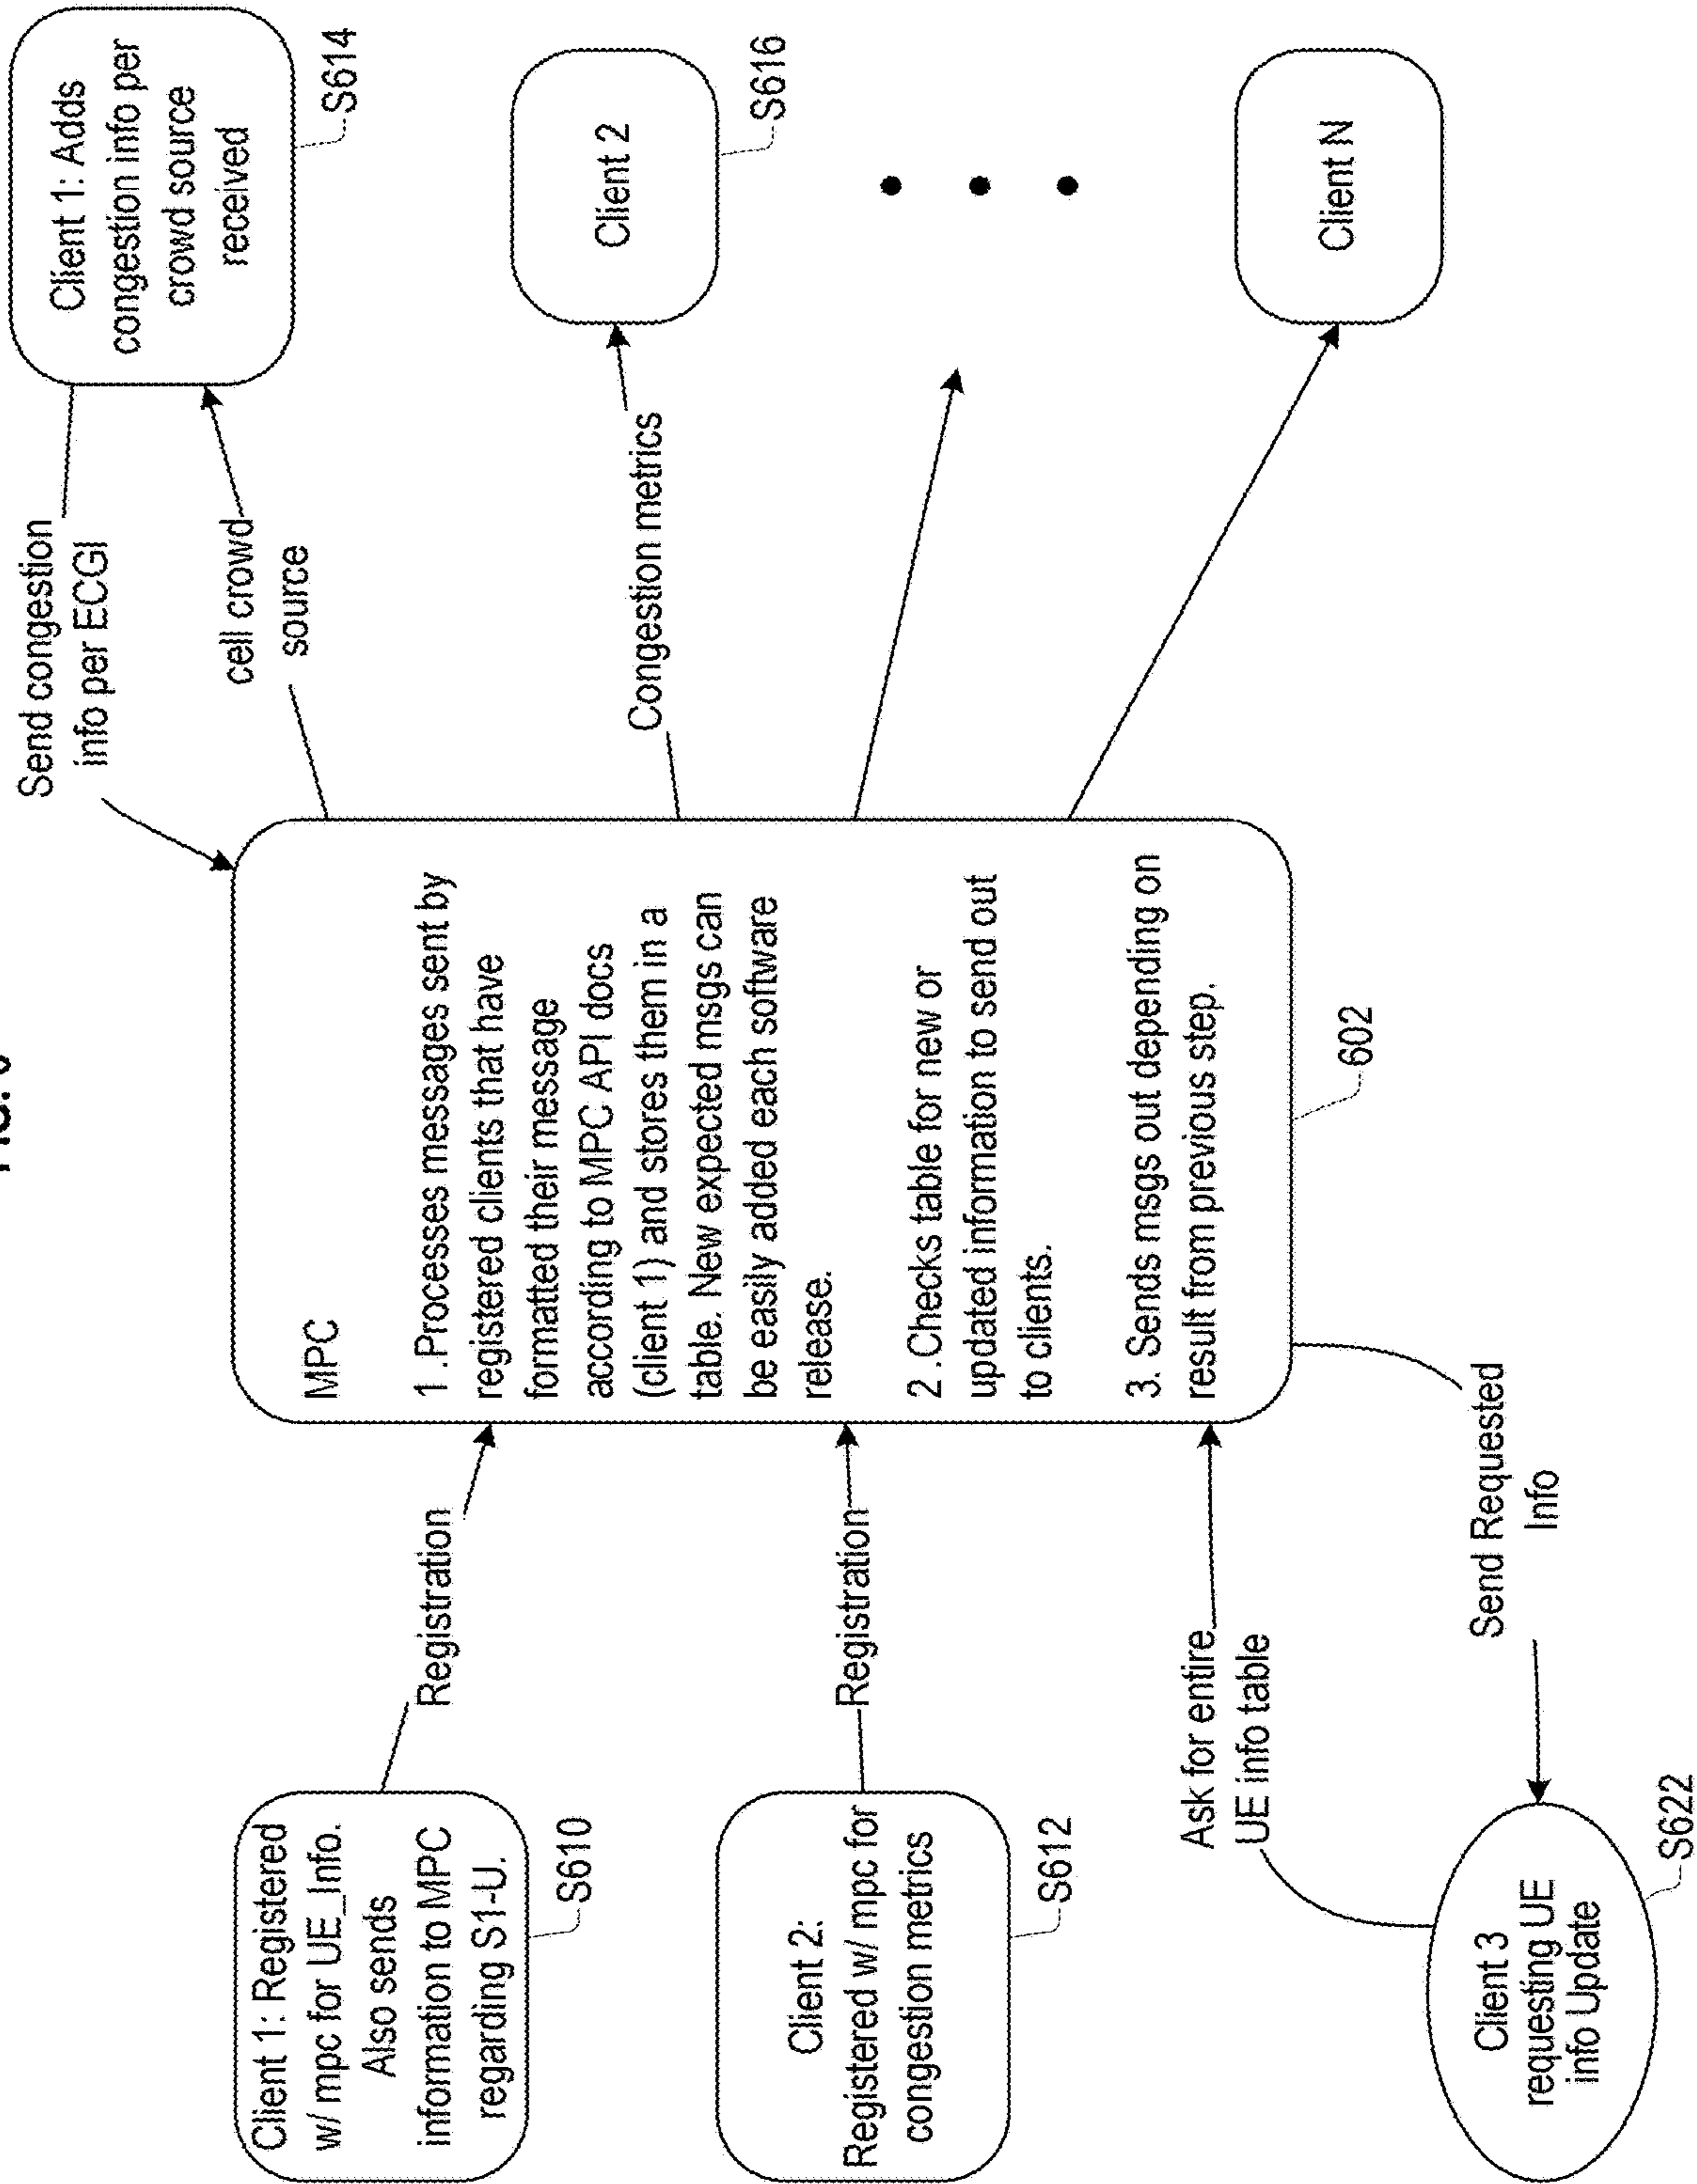 Client 1: Registered
w/ mpc for UE_Info.
Also sends
information to MPC
regarding S1-U.
S610
Registration
Client 2:
Registered w/ mpc for
congestion metrics
S612
Registration
Client 3
requesting UE
info Update
S622
Ask for entire
UE info table
Send Requested
Info
MPC
1.Processes messages sent by
registered clients that have
formatted their message
according to MPC API docs
(client 1) and stores them in a
table. New expected msgs can
be easily added each software
release.
2.Checks table for new or
updated information to send out
to clients.
3. Sends msgs out depending on
result from previous step.
602
Send congestion
info per ECGI
cell crowd
source
Congestion metrics
Client 1: Adds
congestion info per
crowd source
received
S614
Client 2
S616
Client N